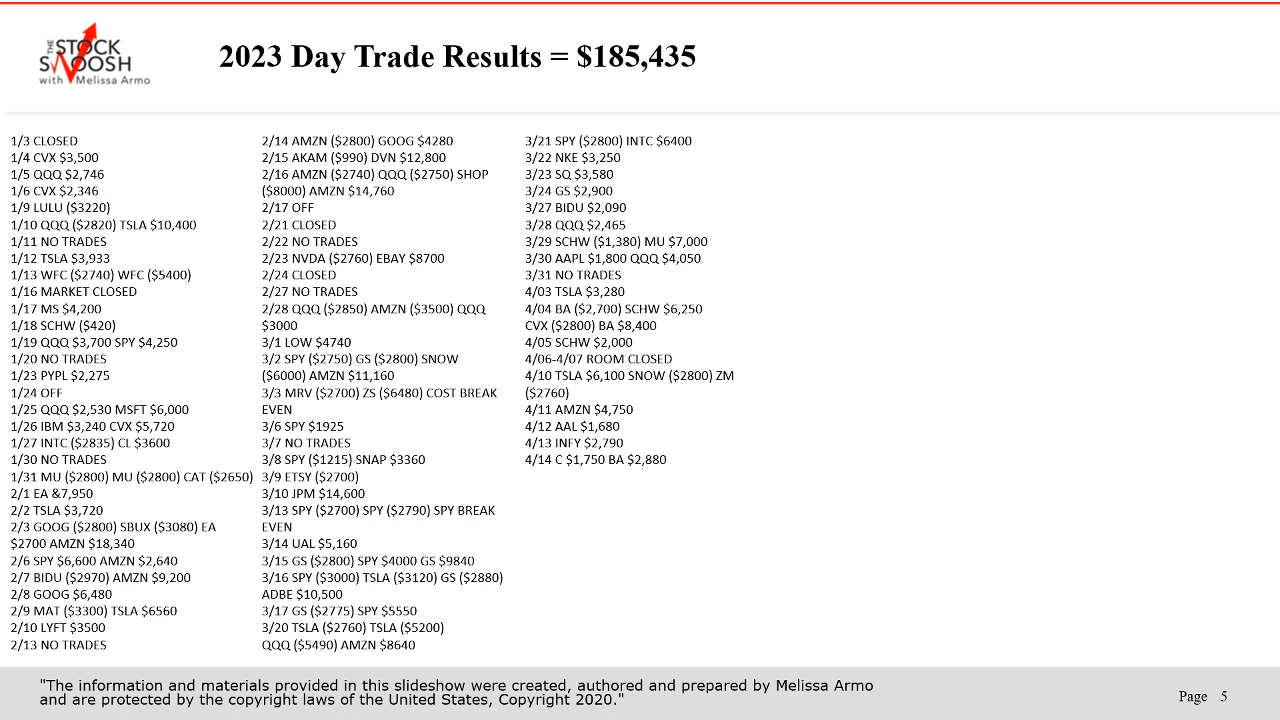 THE
STOCK
SWOOSH
with Melissa Armo
2023 Day Trade Results = $185,435
1/3 CLOSED
1/4 CVX $3,500
1/5 QQQ $2,746
1/6 CVX $2,346
1/9 LULU ($3220)
1/10 QQQ ($2820) TSLA $10,400
1/11 NO TRADES
1/12 TSLA $3,933
1/13 WFC ($2740) WFC ($5400)
1/16 MARKET CLOSED
1/17 MS $4,200
1/18 SCHW ($420)
1/19 QQQ $3,700 SPY $4,250
1/20 NO TRADES
1/23 PYPL $2,275
1/24 OFF
1/25 QQQ $2,530 MSFT $6,000
1/26 IBM $3,240 CVX $5,720
1/27 INTC ($2835) CL $3600
1/30 NO TRADES
1/31 MU ($2800) MU ($2800) CAT ($2650)
2/1 EA &7,950
2/2 TSLA $3,720
2/3 GOOG ($2800) SBUX ($3080) EA
$2700 AMZN $18,340
2/6 SPY $6,600 AMZN $2,640
2/7 BIDU ($2970) AMZN $9,200
2/8 GOOG $6,480
2/9 MAT ($3300) TSLA $6560
2/10 LYFT $3500
2/13 NO TRADES
2/14 AMZN ($2800) GOOG $4280
2/15 AKAM ($990) DVN $12,800
2/16 AMZN ($2740) QQQ ($2750) SHOP
($8000) AMZN $14,760
2/17 OFF
2/21 CLOSED
2/22 NO TRADES
2/23 NVDA ($2760) EBAY $8700
2/24 CLOSED
2/27 NO TRADES
2/28 QQQ ($2850) AMZN ($3500) QQQ
$3000
3/1 LOW $4740
3/2 SPY ($2750) GS ($2800) SNOW
($6000) AMZN $11,160
3/3 MRV ($2700) ZS ($6480) COST BREAK
EVEN
3/6 SPY $1925
3/7 NO TRADES
3/8 SPY ($1215) SNAP $3360
3/9 ETSY ($2700)
3/10 JPM $14,600
3/13 SPY ($2700) SPY ($2790) SPY BREAK
EVEN
3/14 UAL $5,160
3/15 GS ($2800) SPY $4000 GS $9840
3/16 SPY ($3000) TSLA ($3120) GS ($2880)
ADBE $10,500
3/17 GS ($2775) SPY $5550
3/20 TSLA ($2760) TSLA ($5200)
QQQ ($5490) AMZN $8640
3/21 SPY ($2800) INTC $6400
3/22 NKE $3,250
3/23 SQ $3,580
3/24 GS $2,900
3/27 BIDU $2,090
3/28 QQQ $2,465
3/29 SCHW ($1,380) MU $7,000
3/30 AAPL $1,800 QQQ $4,050
3/31 NO TRADES
4/03 TSLA $3,280
4/04 BA ($2,700) SCHW $6,250
CVX ($2800) BA $8,400
4/05 SCHW $2,000
4/06-4/07 ROOM CLOSED
4/10 TSLA $6,100 SNOW ($2800) ZM
($2760)
4/11 AMZN $4,750
4/12 AAL $1,680
4/13 INFY $2,790
4/14 C $1,750 BA $2,880
"The information and materials provided in this slideshow were created, authored and prepared by Melissa Armo
and are protected by the copyright laws of the United States, Copyright 2020."
Page 5